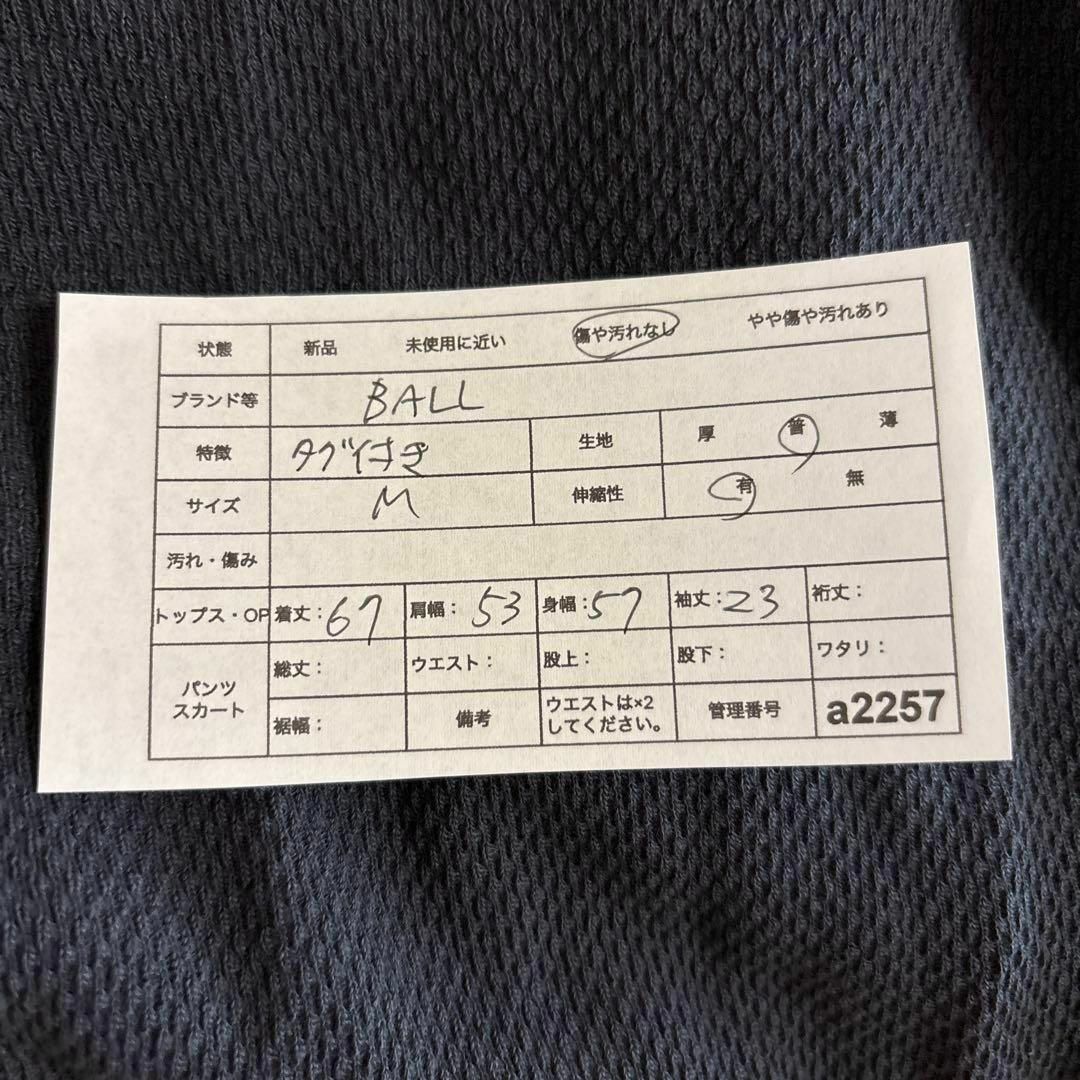 状態 新品 未使用に近い 傷や汚れなし やや傷や汚れあり
ブランド等 BALL
特徴 タグ付き 生地 厚 普 薄
サイズ M 伸縮性 有 無
汚れ・傷み
トップス・OP 着丈：67 肩幅：53 身幅：57 袖丈：23 裄丈：
パンツ
スカート
総丈： ウエスト： 股上： 股下： ワタリ：
裾幅： 備考 ウエストは×2
してください。
管理番号 a2257